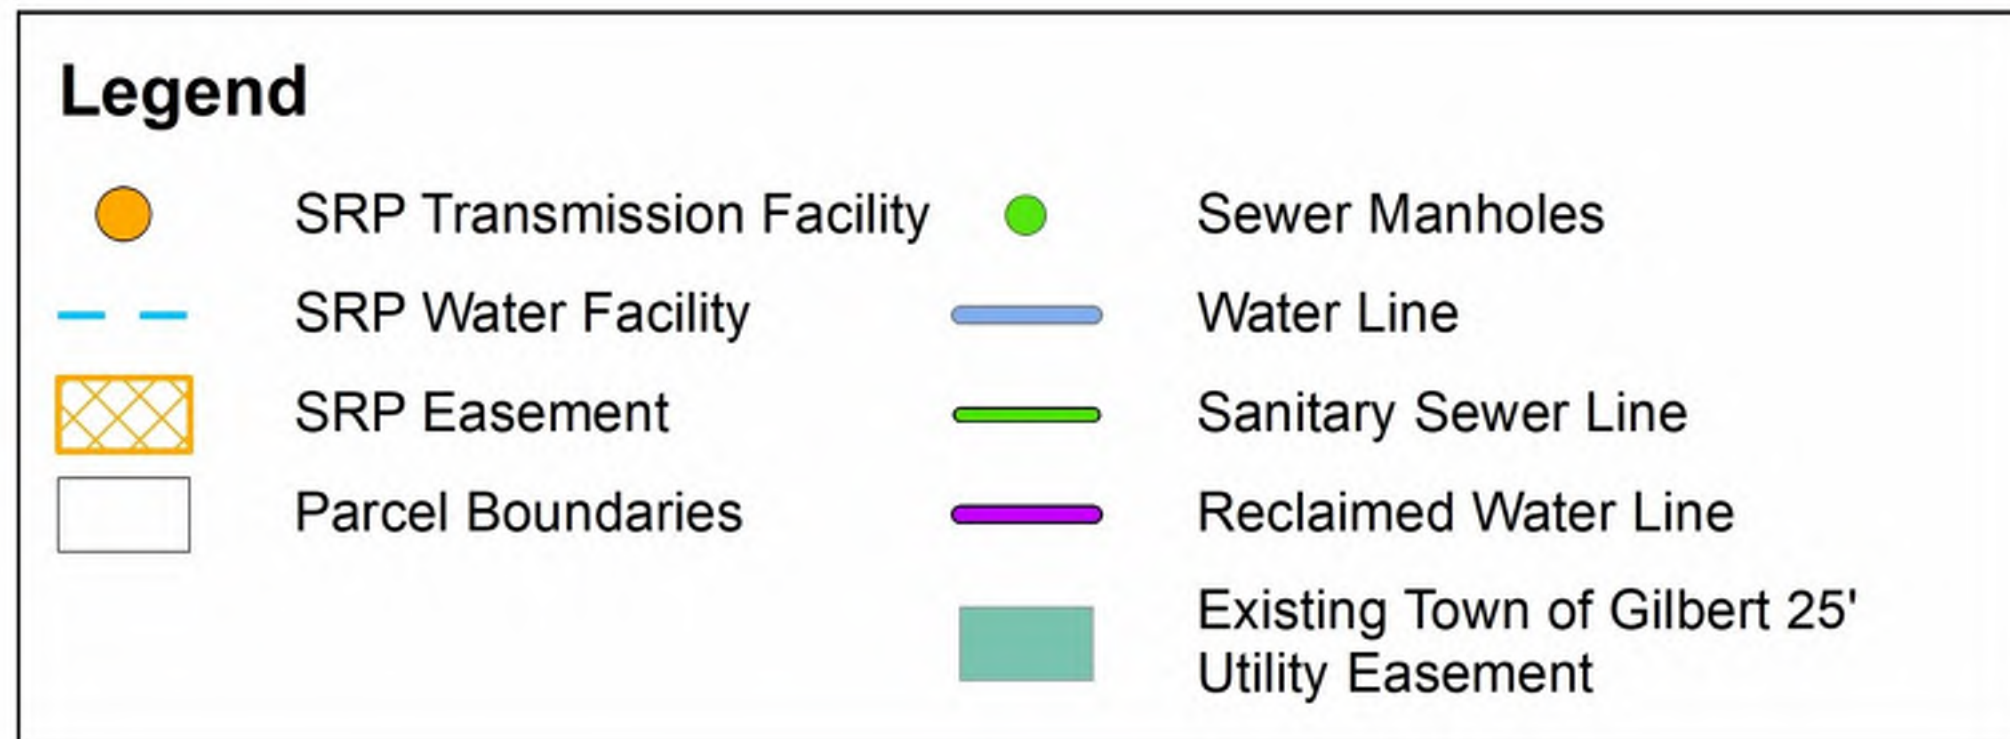 Legend
SRP Transmission Facility
SRP Water Facility
SRP Easement
Parcel Boundaries
Sewer Manholes
Water Line
Sanitary Sewer Line
Reclaimed Water Line
Existing Town of Gilbert 25'
Utility Easement